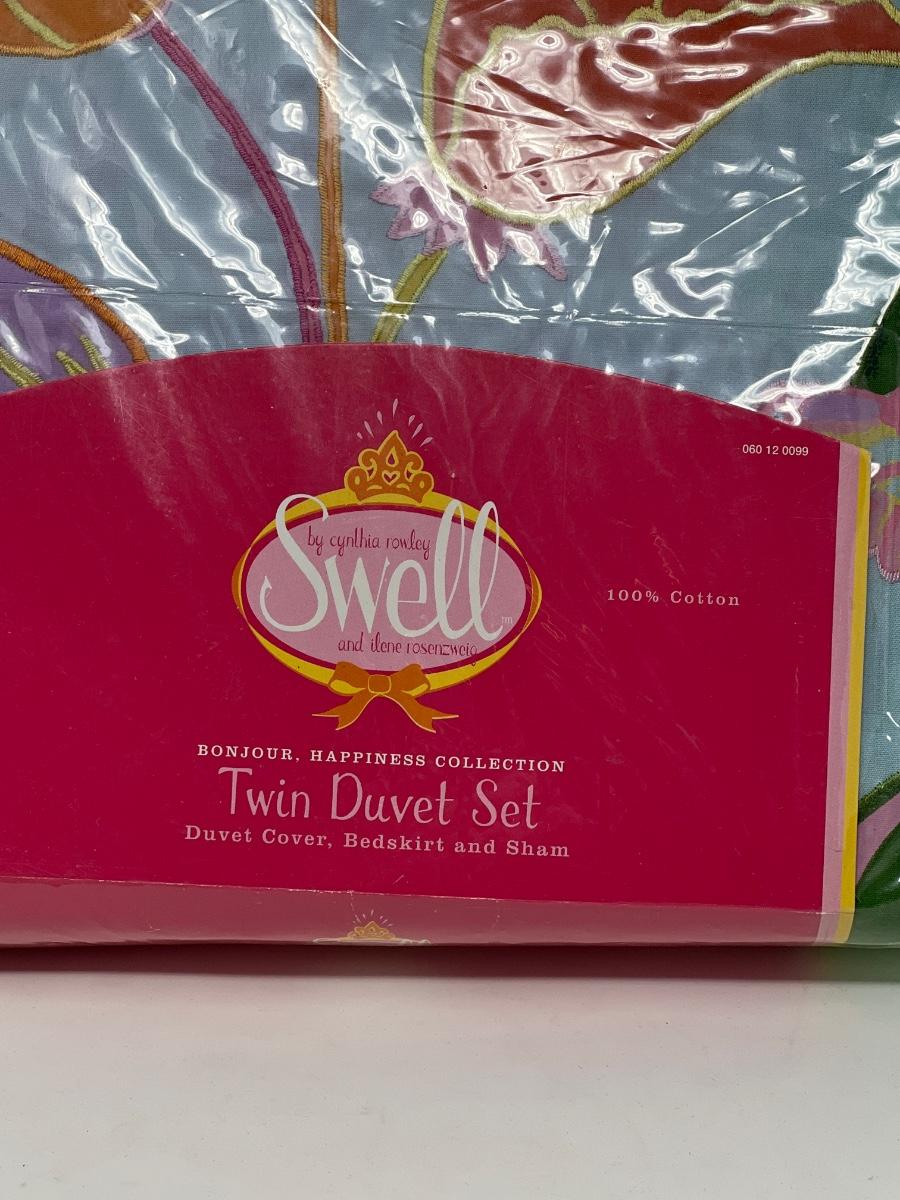 060 12 0099
by cynthia rowley
Swell
tm
and ilene rosenzweig
100% Cotton
BONJOUR, HAPPINESS COLLECTION
Twin Duvet Set
Duvet Cover, Bedskirt and Sham